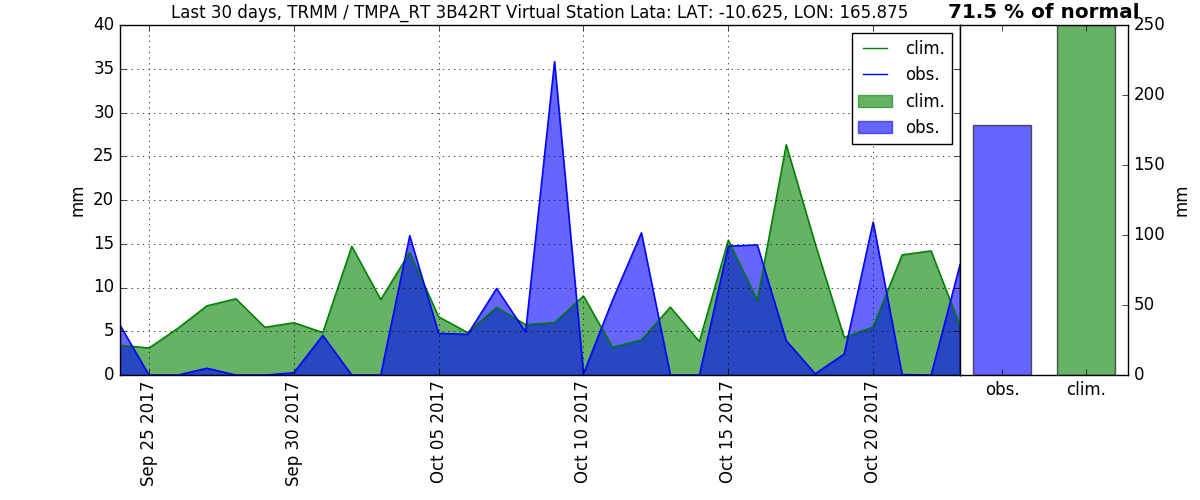 Last 30 days, TRMM / TMPA_RT 3B42RT Virtual Station Lata: LAT: -10.625, LON: 165.875
71.5 % of normal
40
35
30
25
20
15
10
5
0
mm
clim.
obs.
clim.
obs.
Sep 25 2017
Sep 30 2017
Oct 05 2017
Oct 10 2017
Oct 15 2017
Oct 20 2017
250
200
150
100
50
0
mm
obs.
clim.